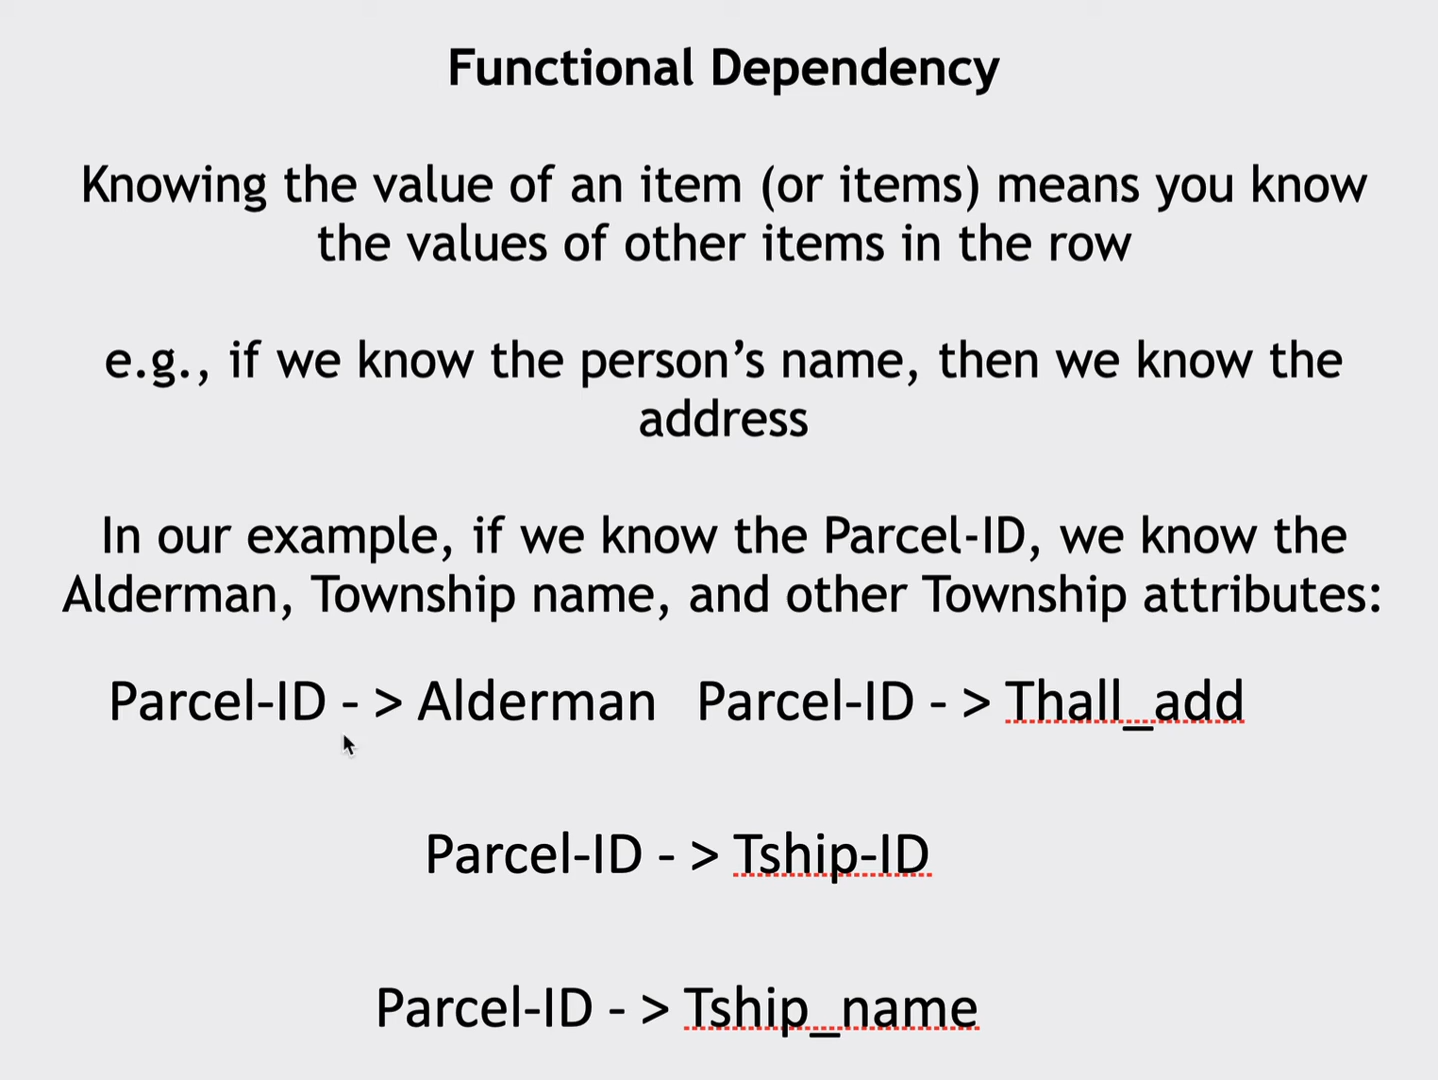 Functional Dependency
Knowing the value of an item (or items) means you know
the values of other items in the row
e.g., if we know the person’s name, then we know the
address
In our example, if we know the Parcel-ID, we know the
Alderman, Township name, and other Township attributes:
Parcel-ID - > Alderman Parcel-ID - > Thall_add
Parcel-ID - > Tship-ID
Parcel-ID - > Tship_name